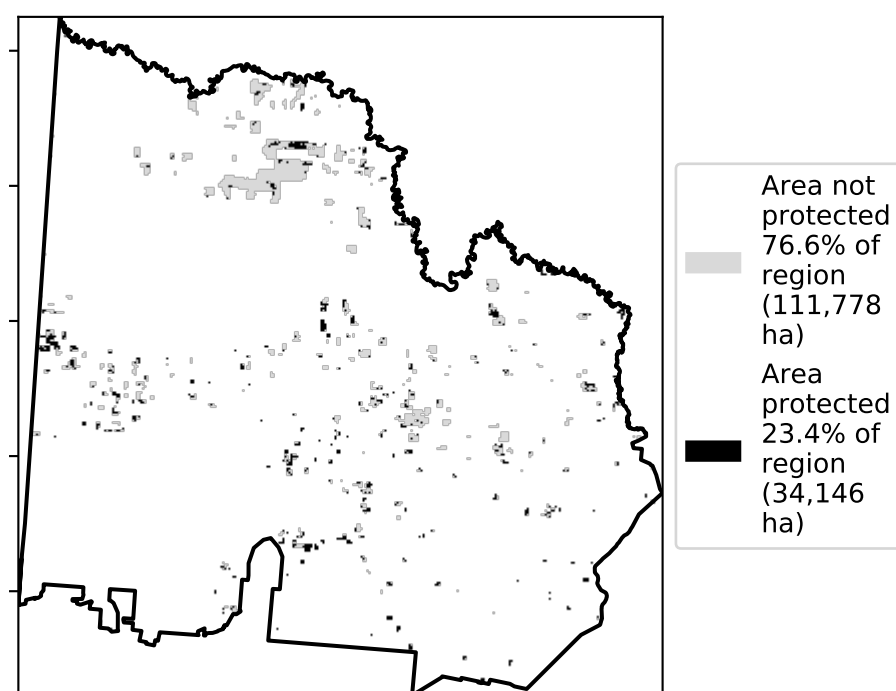 Area not
protected
76.6% of
region
(111,778
ha)
Area
protected
23.4% of
region
(34,146
ha)